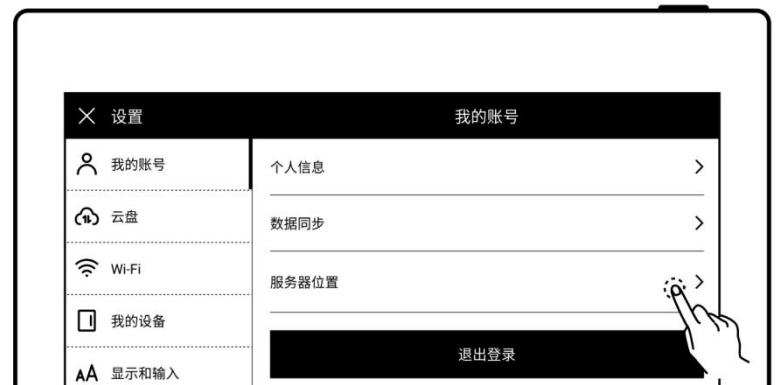 设置
我的账号
我的账号
云盘
Wi-Fi
我的设备
显示和输入
个人信息
数据同步
服务器位置
退出登录